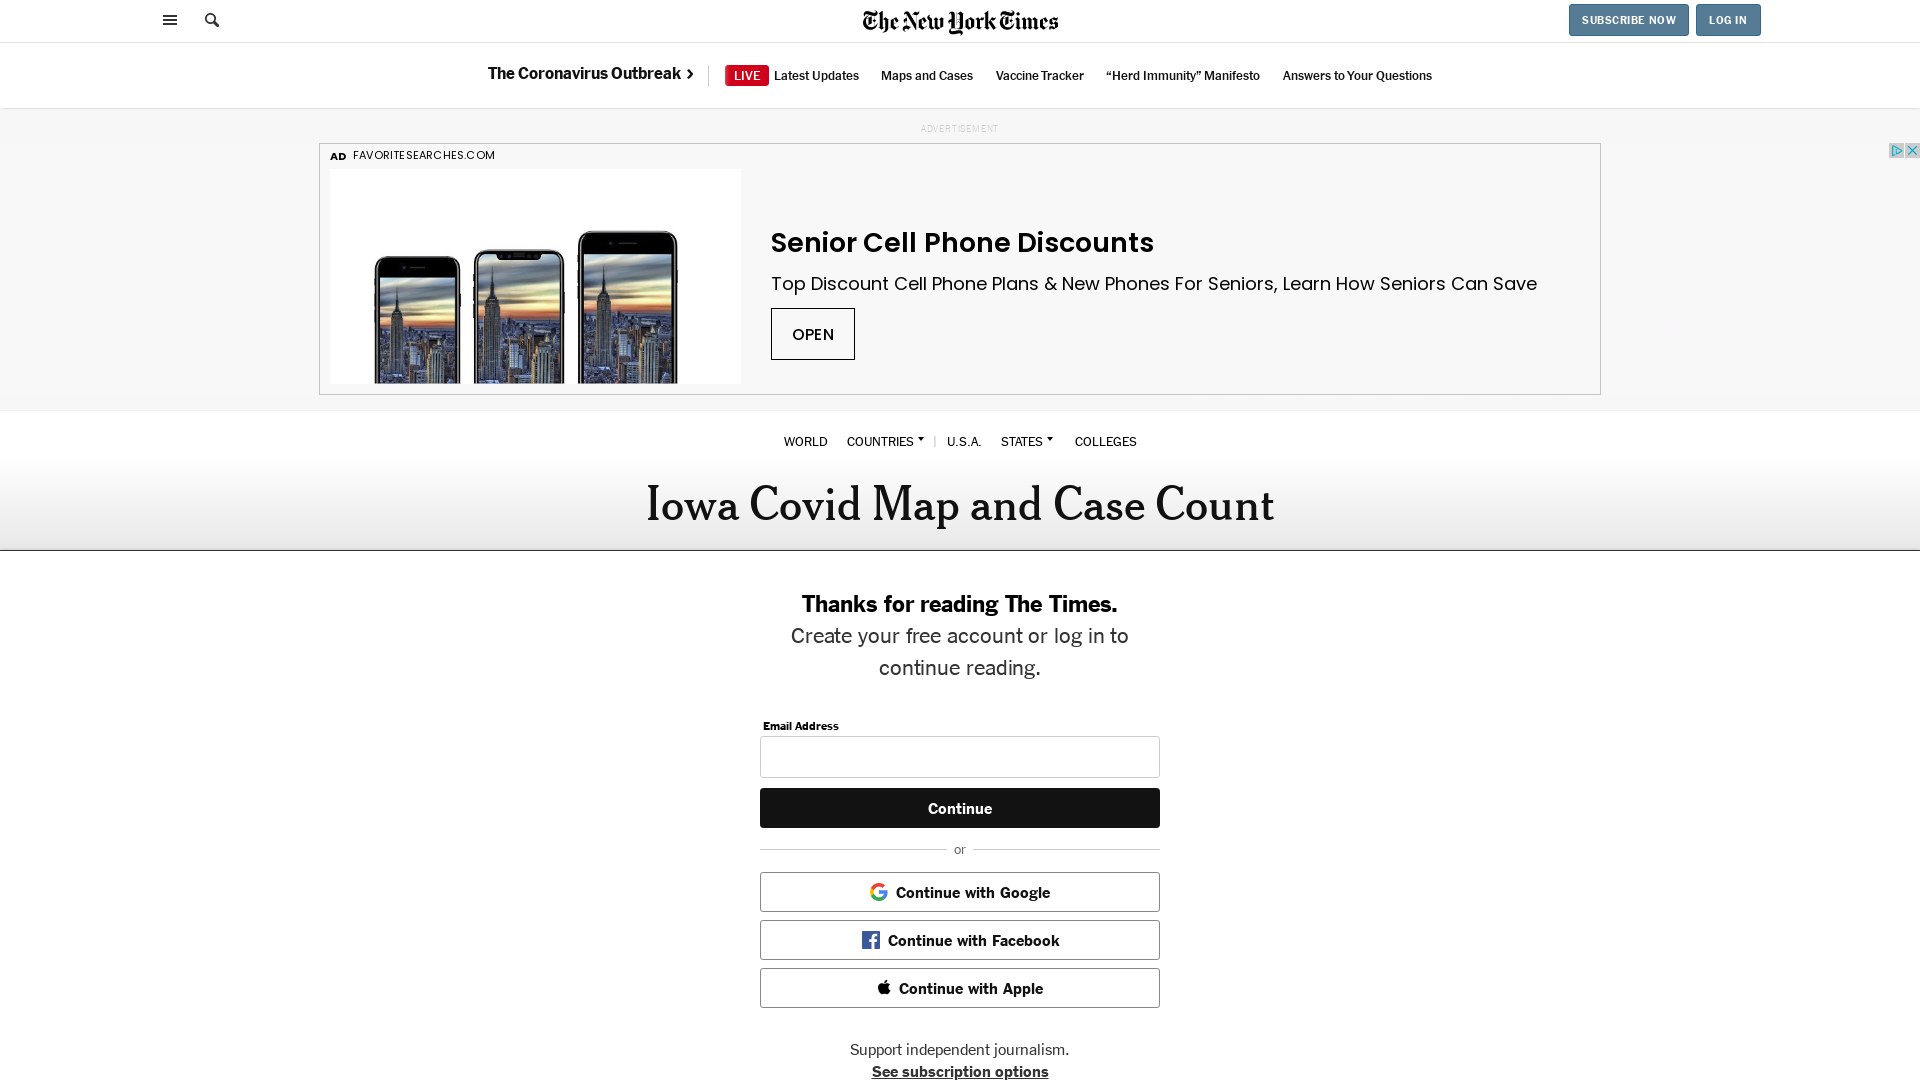 The New York Times
SUBSCRIBE NOW
LOG IN
The Coronavirus Outbreak
LIVE Latest Updates
Maps and Cases
Vaccine Tracker
“Herd Immunity” Manifesto
Answers to Your Questions
ADVERTISEMENT
AD FAVORITESEARCHES.COM
Senior Cell Phone Discounts
Top Discount Cell Phone Plans & New Phones For Seniors, Learn How Seniors Can Save
OPEN
WORLD COUNTRIES | U.S.A. STATES COLLEGES
Iowa Covid Map and Case Count
Thanks for reading The Times.
Create your free account or log in to
continue reading.
Email Address
Continue
or
Continue with Google
Continue with Facebook
Continue with Apple
Support independent journalism.
See subscription options